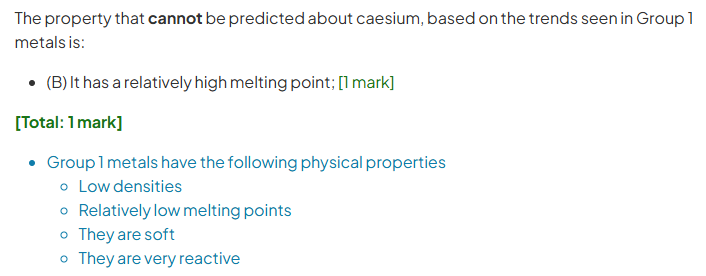 The property that cannot be predicted about caesium, based on the trends seen in Group 1
metals is:
• (B) It has a relatively high melting point; [1 mark]
[Total: 1 mark]
• Group 1 metals have the following physical properties
○ Low densities
○ Relatively low melting points
○ They are soft
○ They are very reactive